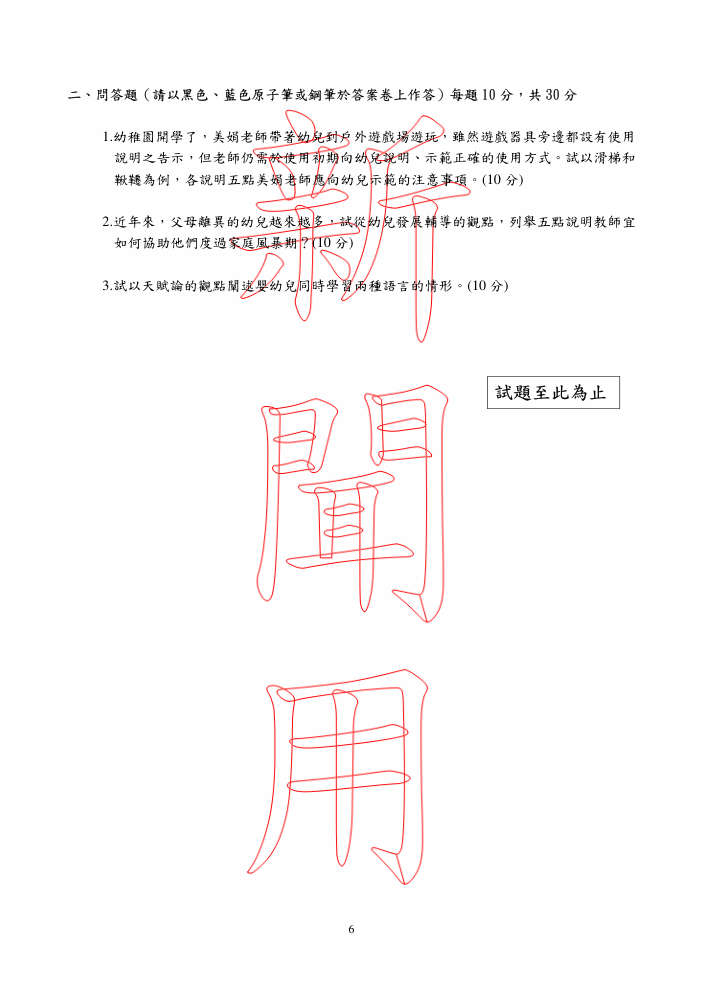 二、問答題（請以黑色、藍色原子筆或鋼筆於答案卷上作答）每題 10 分，共 30 分
1.幼稚園開學了，美娟老師帶著幼兒到戶外遊戲場遊玩，雖然遊戲器具旁邊都設有使用
說明之告示，但老師仍需於使用初期向幼兒說明、示範正確的使用方式。試以滑梯和
鞦韆為例，各說明五點美娟老師應向幼兒示範的注意事項。(10 分)
2.近年來，父母離異的幼兒越來越多，試從幼兒發展輔導的觀點，列舉五點說明教師宜
如何協助他們度過家庭風暴期？(10 分)
3.試以天賦論的觀點闡述嬰幼兒同時學習兩種語言的情形。(10 分)
試題至此為止
新
聞
用
6